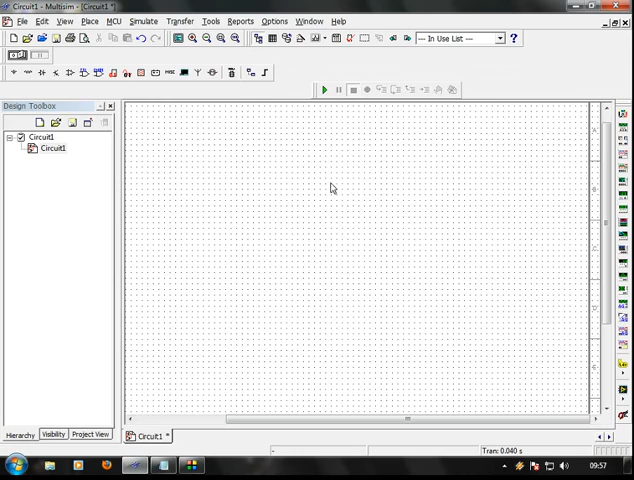 Circuit1 - Multisim - [Circuit1 *]
File Edit View Place MCU Simulate Transfer Tools Reports Options Window Help
--- In Use List ---
Design Toolbox
Circuit1
Circuit1
A
B
C
D
E
Hierarchy Visibility Project View
Circuit1 *
- Tran: 0.040 s
09:57